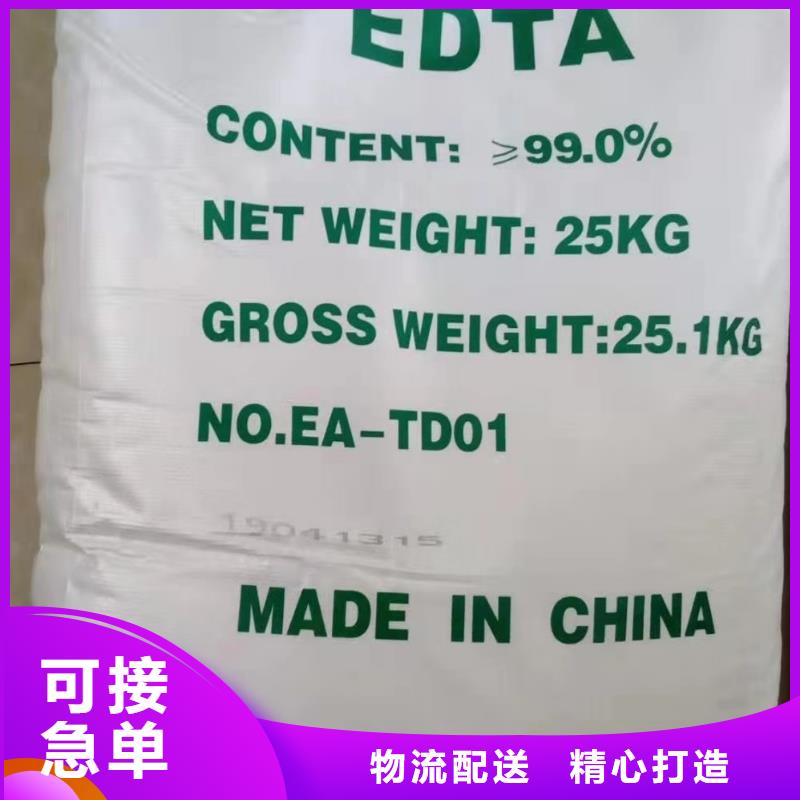 EDTA
CONTENT: ≥99.0%
NET WEIGHT: 25KG
GROSS WEIGHT:25.1KG
NO.EA-TD01
19041315
MADE IN CHINA
可接
急单
物流配送 精心打造